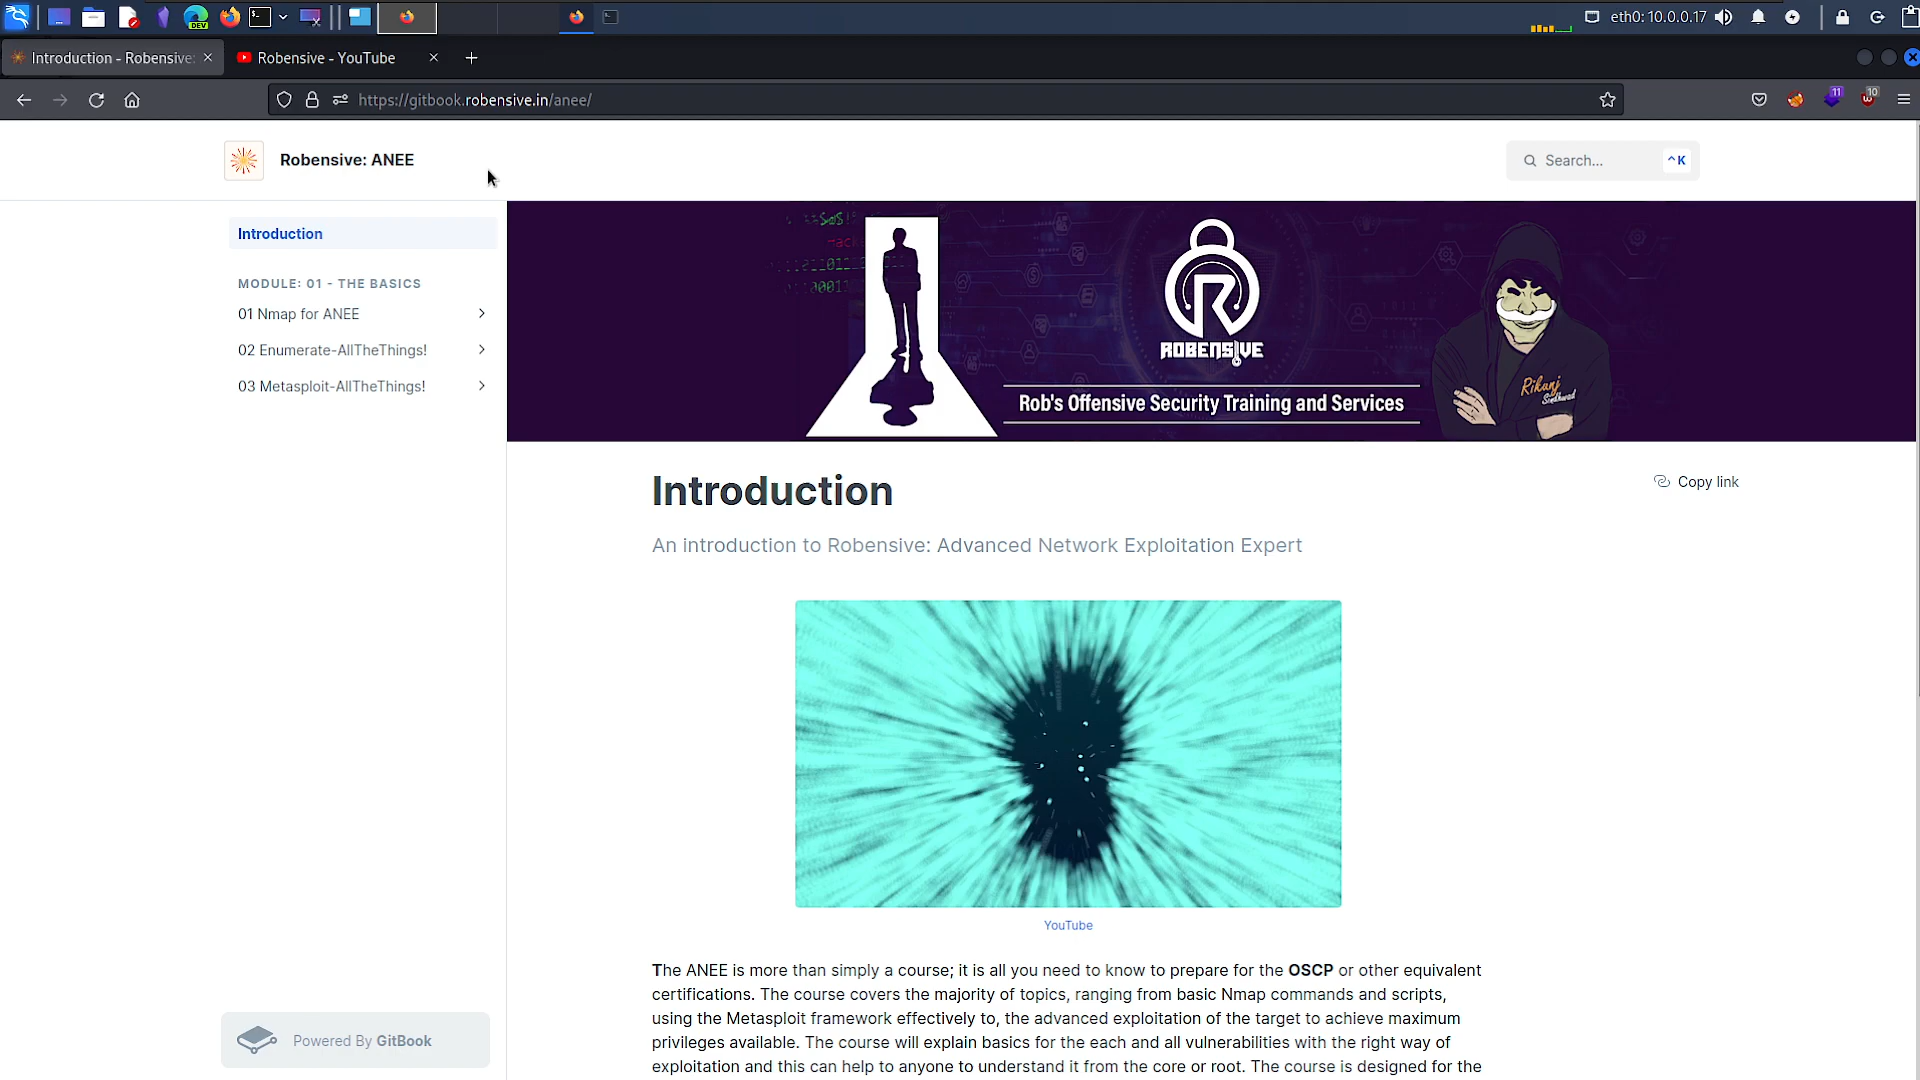 eth0: 10.0.0.17
Introduction - Robensive:
Robensive - YouTube
https://gitbook.robensive.in/anee/
11
10
Robensive: ANEE
Search...
^K
Introduction
MODULE: 01 - THE BASICS
01 Nmap for ANEE
02 Enumerate-AllTheThings!
03 Metasploit-AllTheThings!
ROBENSIVE
Rob's Offensive Security Training and Services
Rikunj
Sindhwad
Introduction
Copy link
An introduction to Robensive: Advanced Network Exploitation Expert
YouTube
The ANEE is more than simply a course; it is all you need to know to prepare for the OSCP or other equivalent
certifications. The course covers the majority of topics, ranging from basic Nmap commands and scripts,
using the Metasploit framework effectively to, the advanced exploitation of the target to achieve maximum
privileges available. The course will explain basics for the each and all vulnerabilities with the right way of
exploitation and this can help to anyone to understand it from the core or root. The course is designed for the
Powered By GitBook